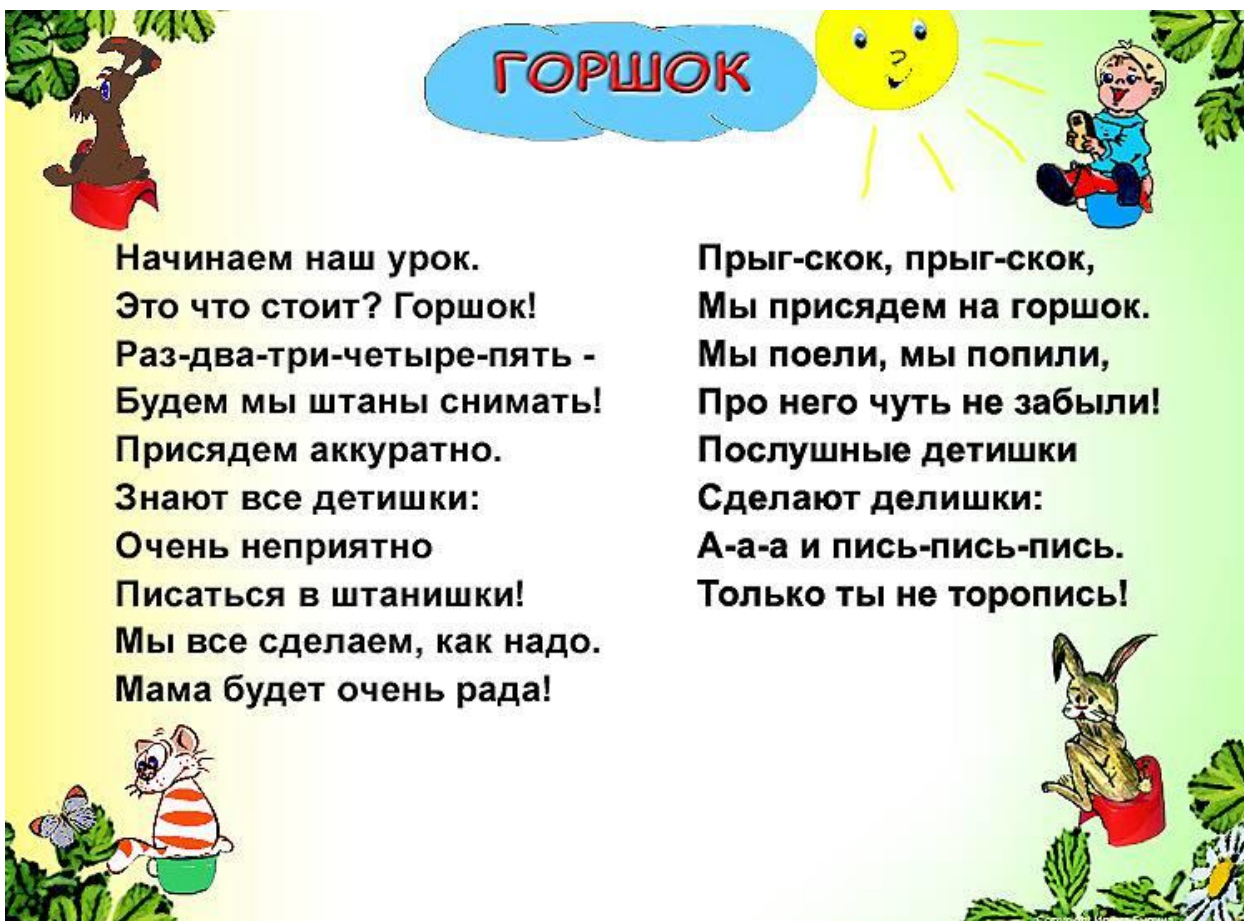 ГОРШОК
Начинаем наш урок.
Это что стоит? Горшок!
Раз-два-три-четыре-пять -
Будем мы штаны снимать!
Присядем аккуратно.
Знают все детишки:
Очень неприятно
Писаться в штанишки!
Мы все сделаем, как надо.
Мама будет очень рада!
Прыг-скок, прыг-скок,
Мы присядем на горшок.
Мы поели, мы попили,
Про него чуть не забыли!
Послушные детишки
Сделают делишки:
А-а-а и пись-пись-пись.
Только ты не торопись!